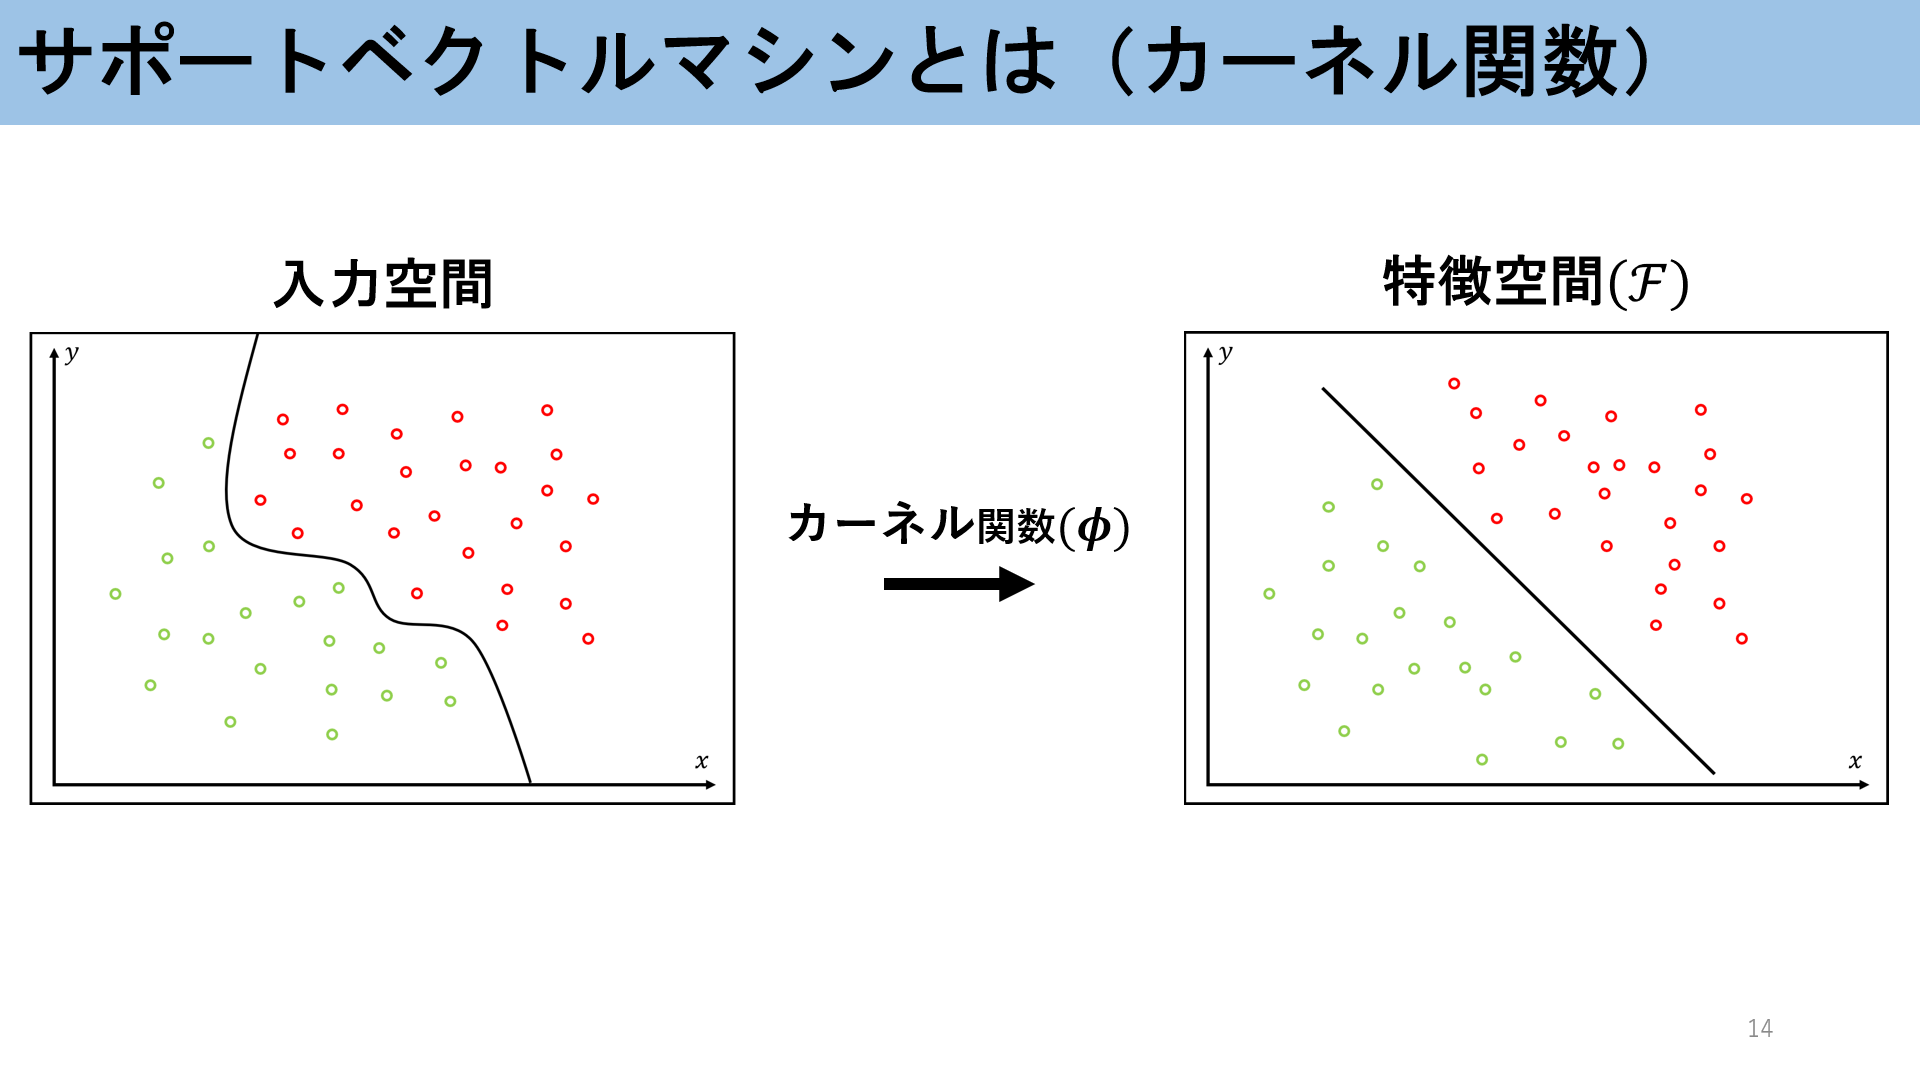 サポートベクトルマシンとは（カーネル関数）
入力空間
特徴空間(ℱ)
y
x
カーネル関数(ϕ)
y
x
14